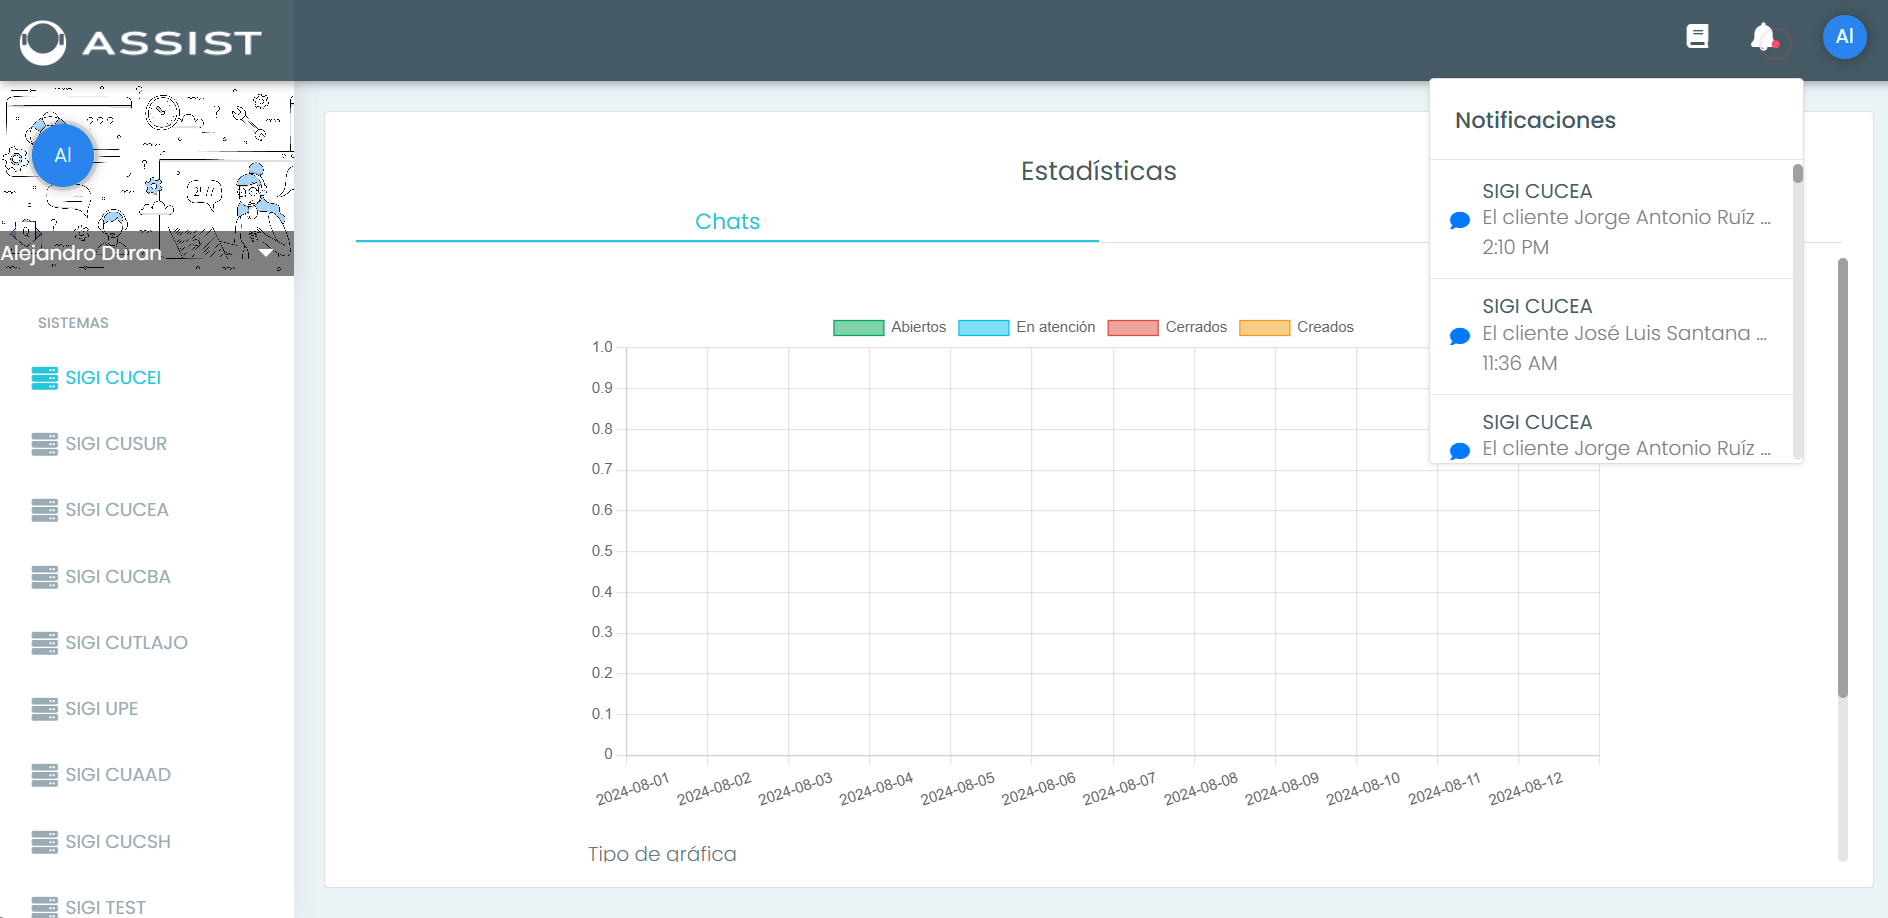 ASSIST
Al
Al
24/7
Alejandro Duran
SISTEMAS
SIGI CUCEI
SIGI CUSUR
SIGI CUCEA
SIGI CUCBA
SIGI CUTLAJO
SIGI UPE
SIGI CUAAD
SIGI CUCSH
SIGI TEST
Notificaciones
SIGI CUCEA
El cliente Jorge Antonio Ruíz ...
2:10 PM
SIGI CUCEA
El cliente José Luis Santana ...
11:36 AM
SIGI CUCEA
El cliente Jorge Antonio Ruíz ...
Estadísticas
Chats
Abiertos En atención Cerrados Creados
1.0
0.9
0.8
0.7
0.6
0.5
0.4
0.3
0.2
0.1
0
2024-08-01 2024-08-02 2024-08-03 2024-08-04 2024-08-05 2024-08-06 2024-08-07 2024-08-08 2024-08-09 2024-08-10 2024-08-11 2024-08-12
Tipo de gráfica